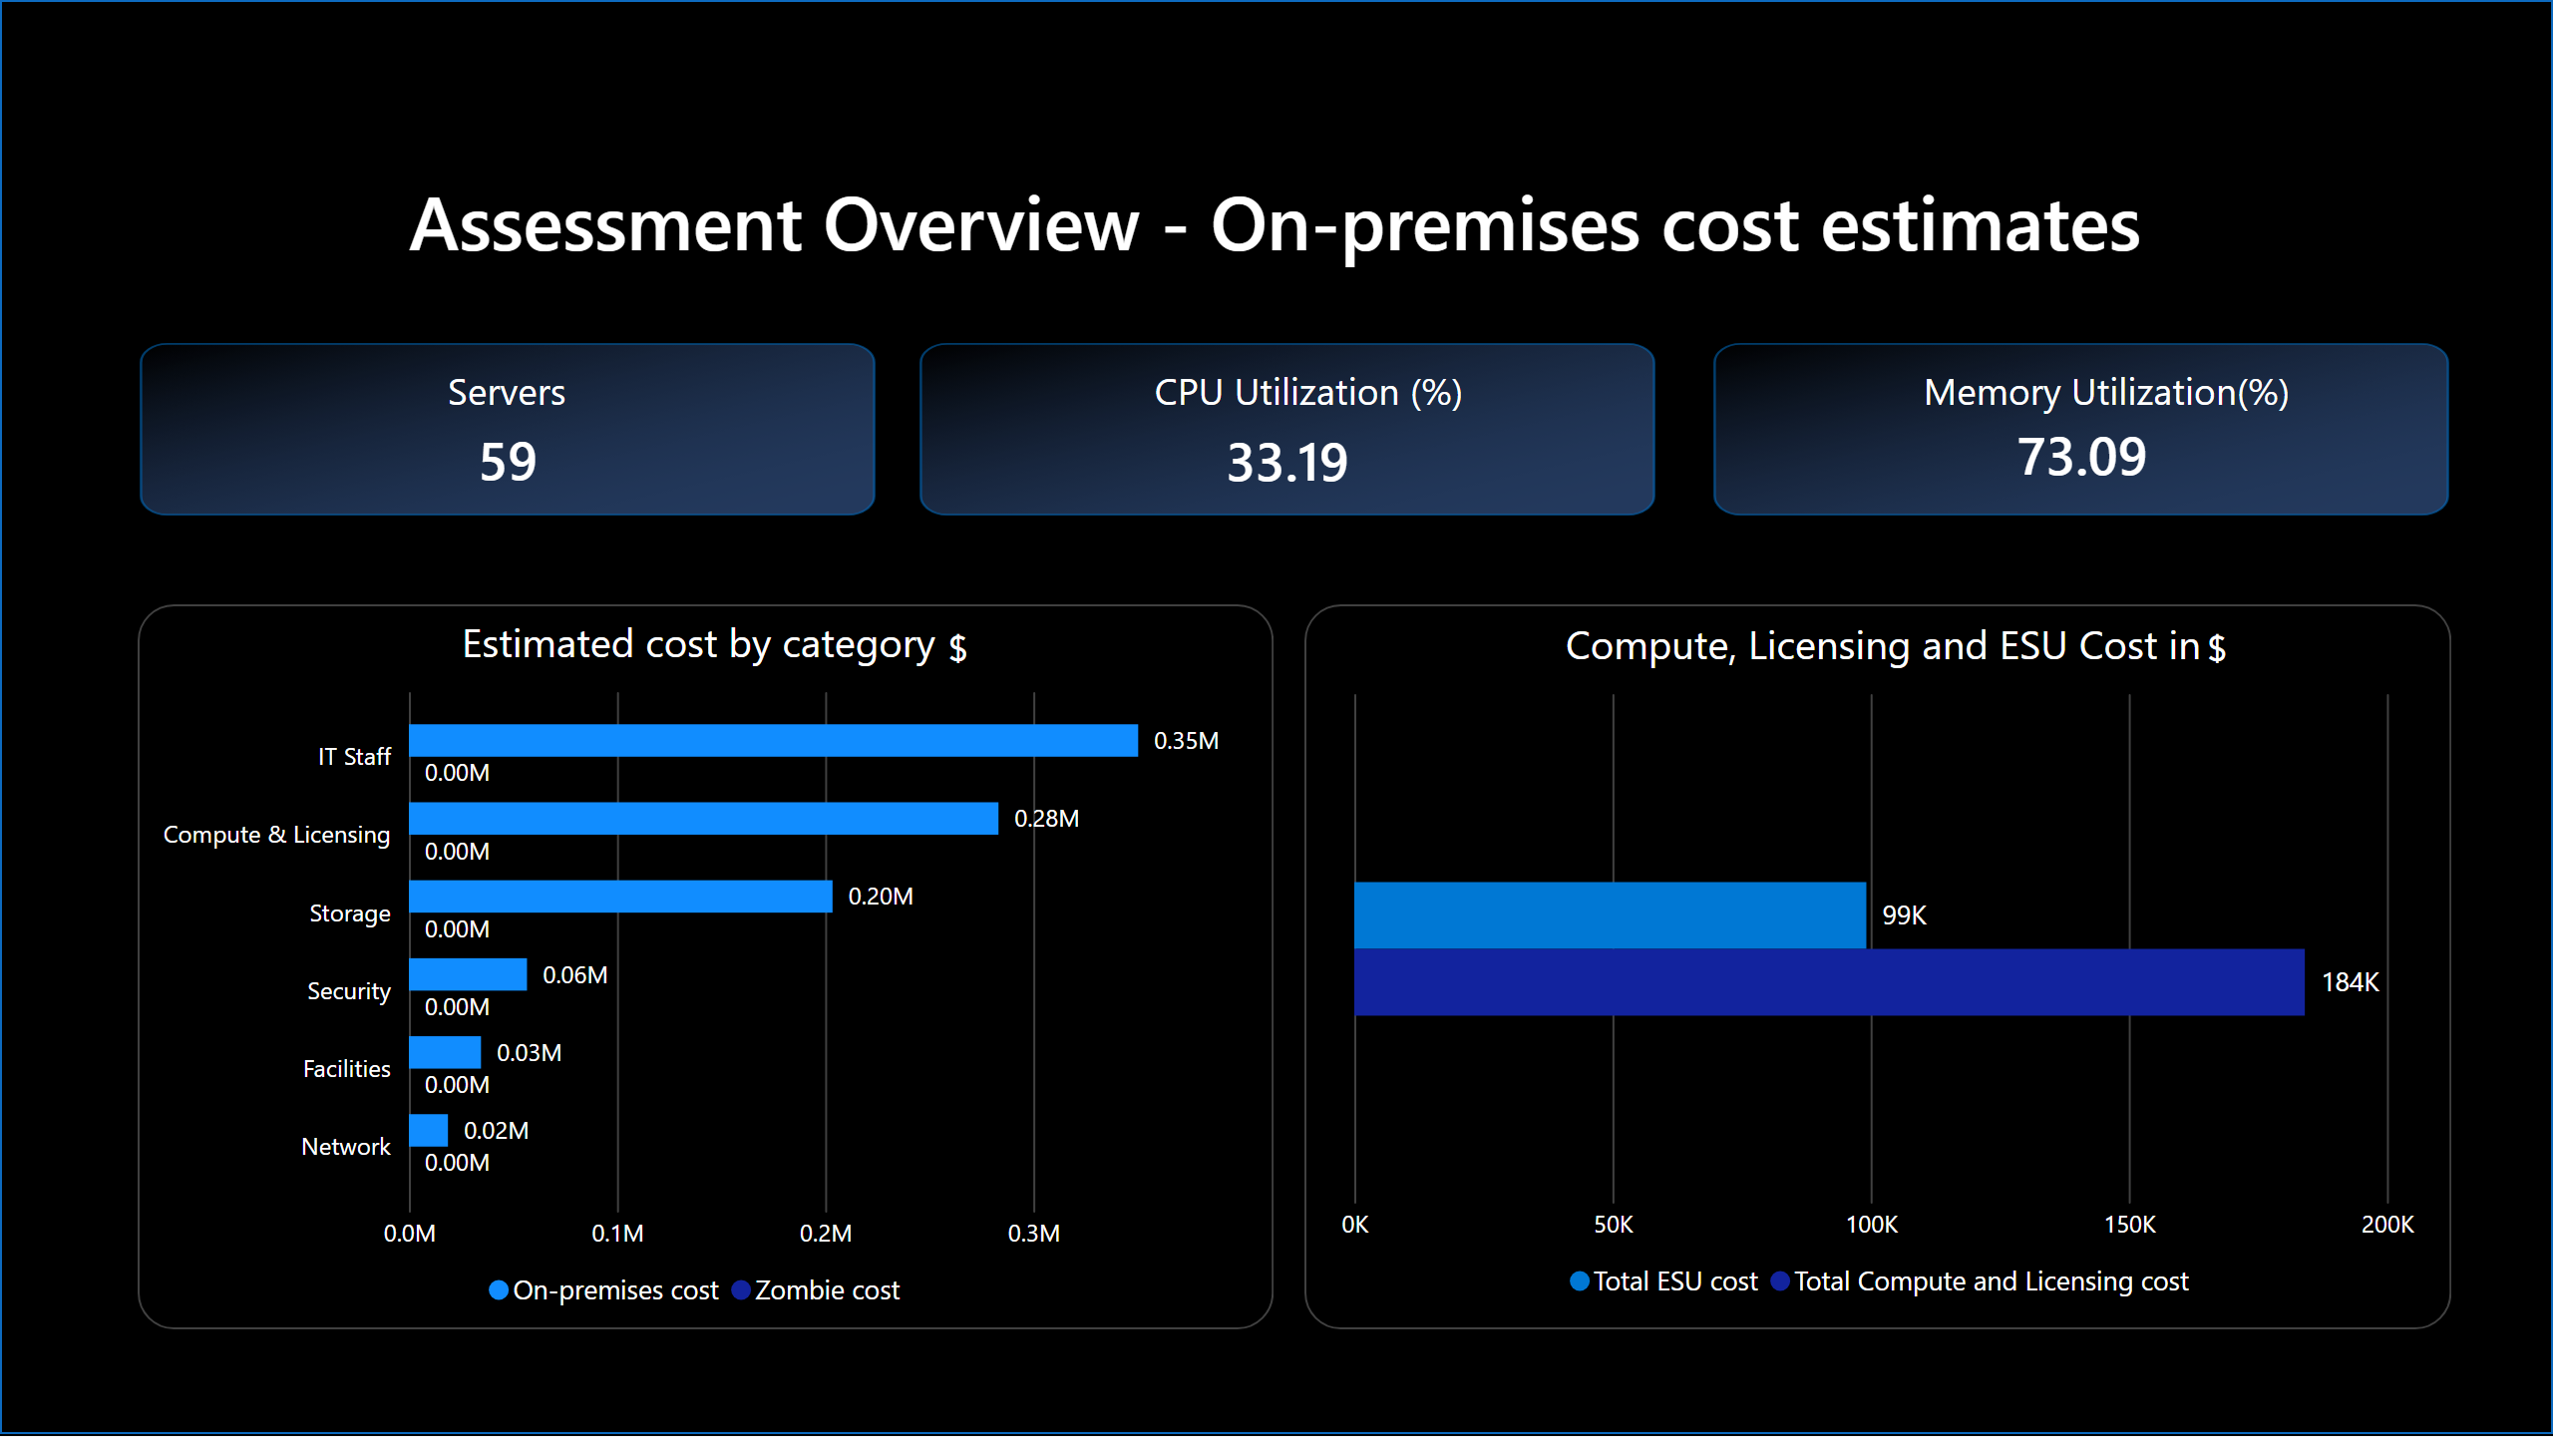 Assessment Overview - On-premises cost estimates
Servers
59
CPU Utilization (%)
33.19
Memory Utilization(%)
73.09
Estimated cost by category $
IT Staff
0.35M
0.00M
Compute & Licensing
0.28M
0.00M
Storage
0.20M
0.00M
Security
0.06M
0.00M
Facilities
0.03M
0.00M
Network
0.02M
0.00M
0.0M 0.1M 0.2M 0.3M
On-premises cost Zombie cost
Compute, Licensing and ESU Cost in $
99K
184K
0K 50K 100K 150K 200K
Total ESU cost Total Compute and Licensing cost